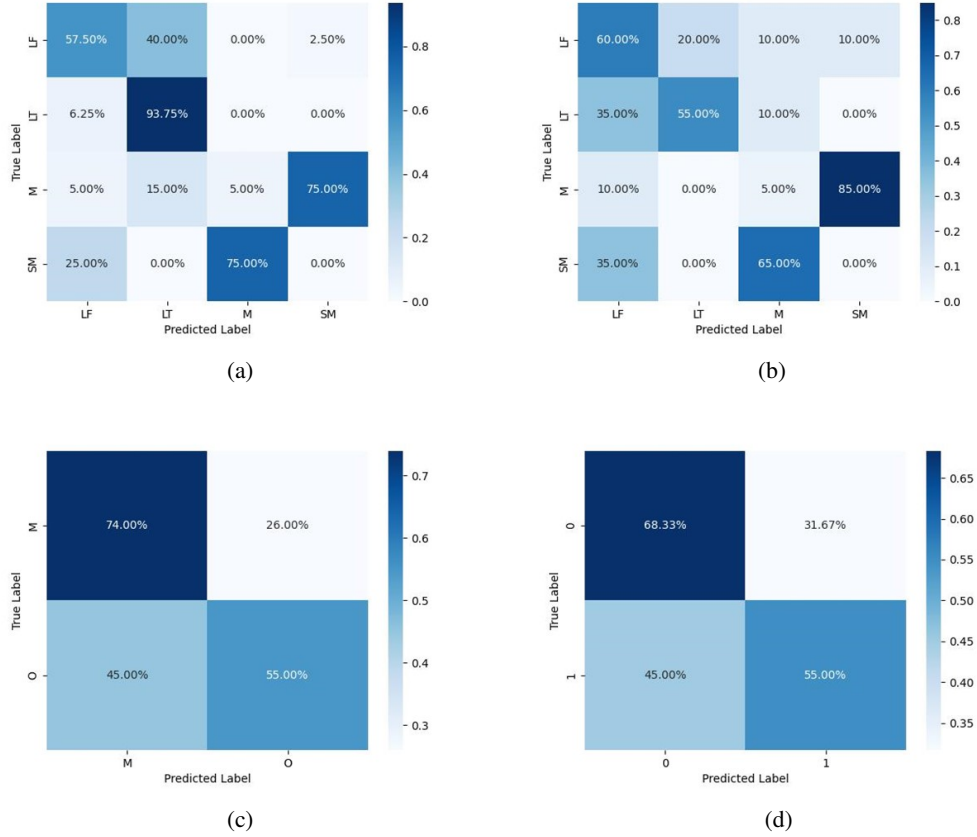 LF 57.50% 40.00% 0.00% 2.50%
LT 6.25% 93.75% 0.00% 0.00%
M 5.00% 15.00% 5.00% 75.00%
SM 25.00% 0.00% 75.00% 0.00%
True Label
LF LT M SM
Predicted Label
0.8
0.6
0.4
0.2
0.0
(a)
LF 60.00% 20.00% 10.00% 10.00%
LT 35.00% 55.00% 10.00% 0.00%
M 10.00% 0.00% 5.00% 85.00%
SM 35.00% 0.00% 65.00% 0.00%
True Label
LF LT M SM
Predicted Label
0.8
0.7
0.6
0.5
0.4
0.3
0.2
0.1
0.0
(b)
M 74.00% 26.00%
O 45.00% 55.00%
True Label
M O
Predicted Label
0.7
0.6
0.5
0.4
0.3
(c)
0 68.33% 31.67%
1 45.00% 55.00%
True Label
0 1
Predicted Label
0.65
0.60
0.55
0.50
0.45
0.40
0.35
(d)